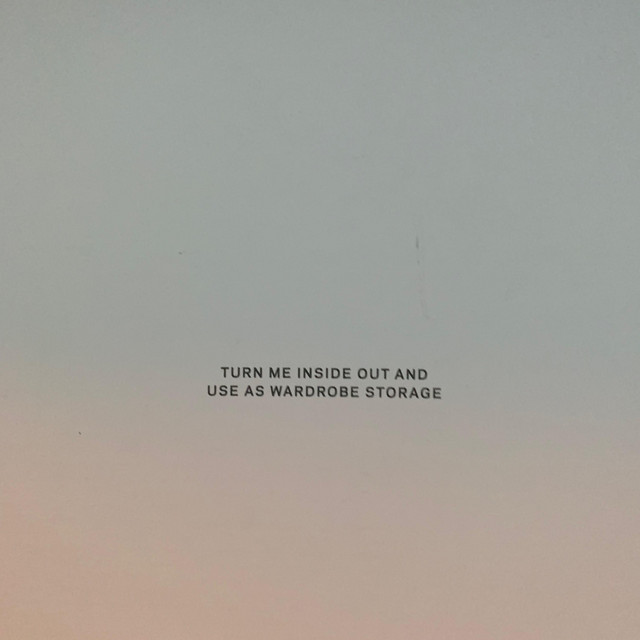 TURN ME INSIDE OUT AND
USE AS WARDROBE STORAGE